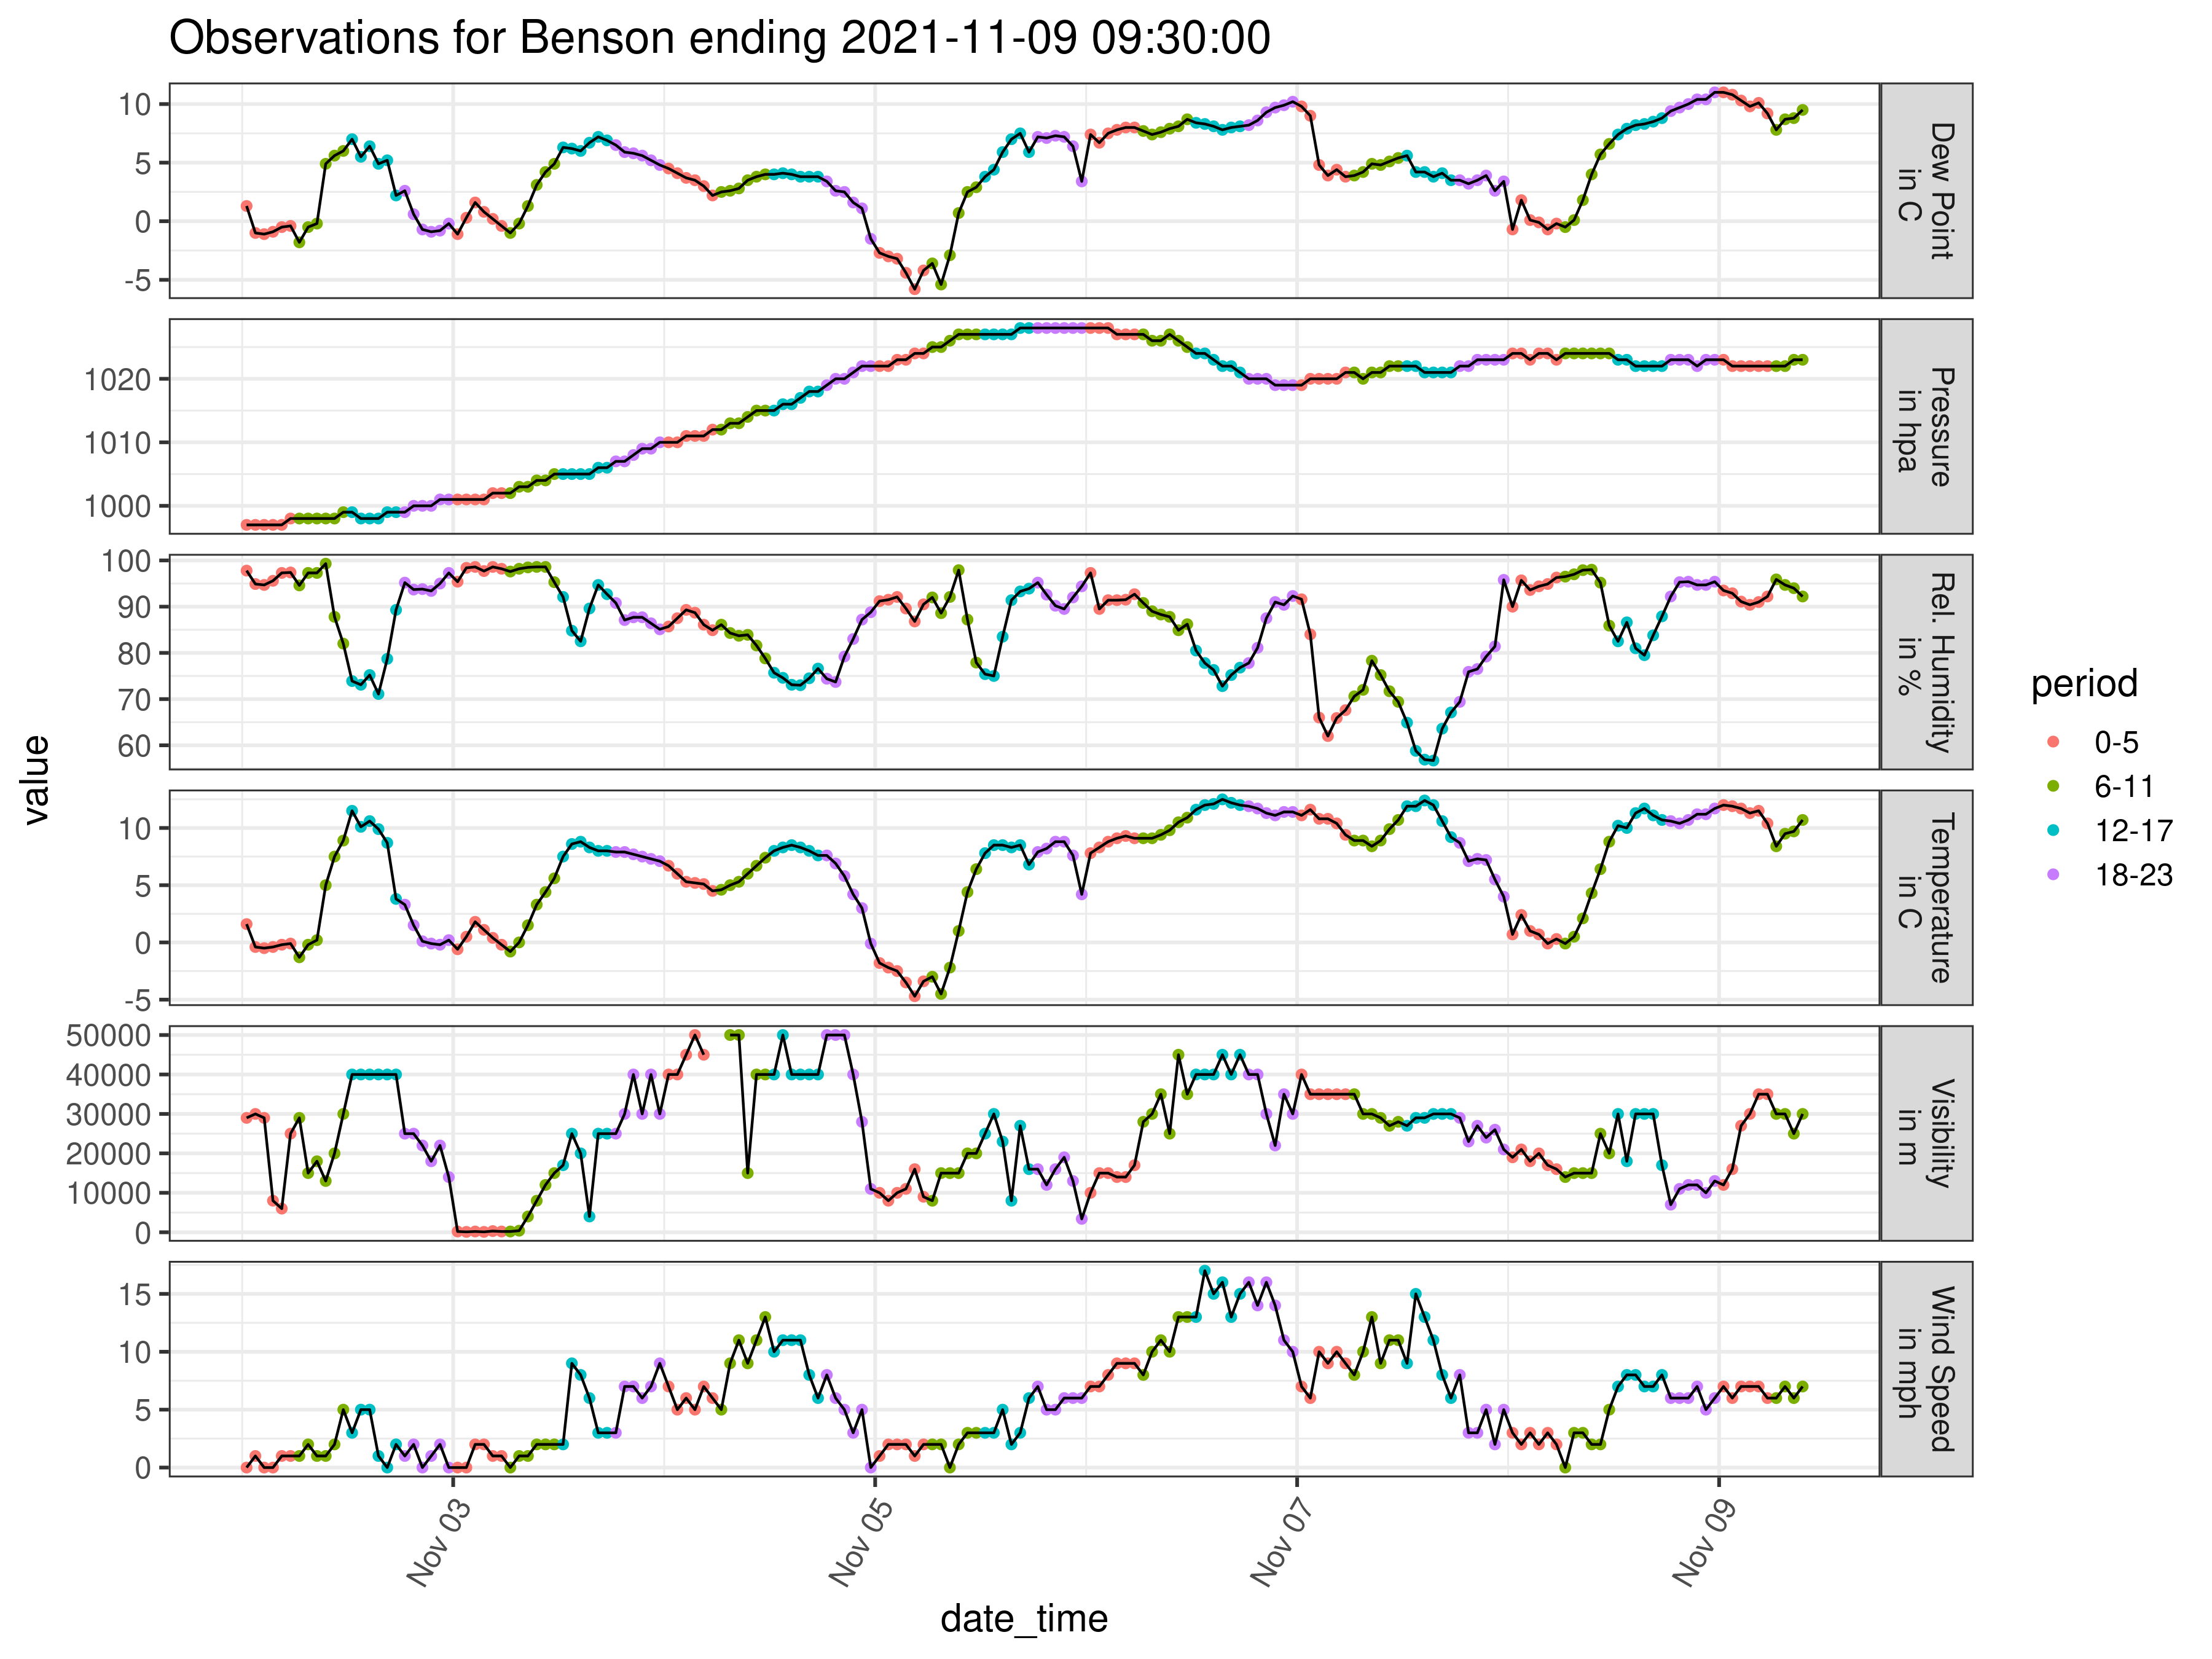 Observations for Benson ending 2021-11-09 09:30:00
10
5
0
-5
Dew Point
in C
1020
1010
1000
Pressure
in hpa
100
90
80
70
60
Rel. Humidity
in %
10
5
0
-5
Temperature
in C
50000
40000
30000
20000
10000
0
Visibility
in m
15
10
5
0
Wind Speed
in mph
value
Nov 03
Nov 05
Nov 07
Nov 09
date_time
period
0-5
6-11
12-17
18-23